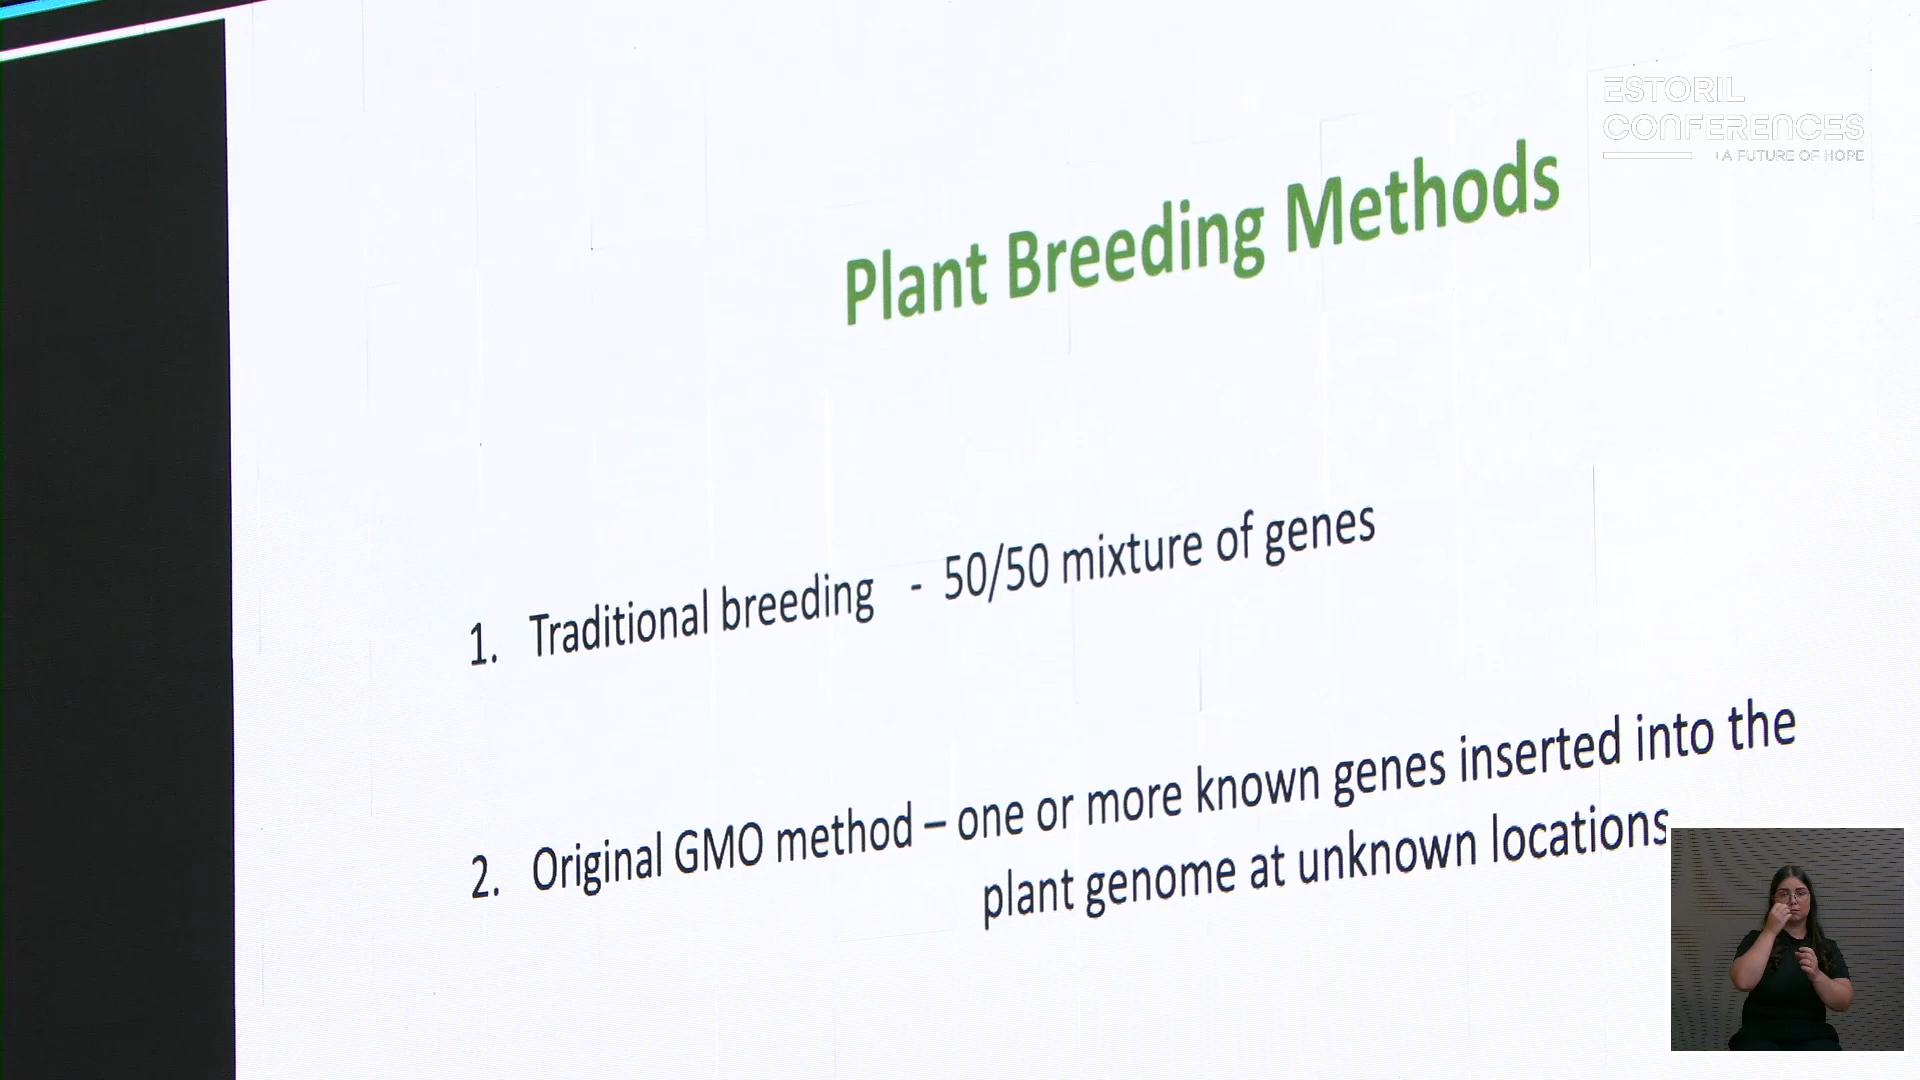 ESTORIL
CONFERENCES
A FUTURE OF HOPE
Plant Breeding Methods
1. Traditional breeding - 50/50 mixture of genes
2. Original GMO method – one or more known genes inserted into the
plant genome at unknown locations